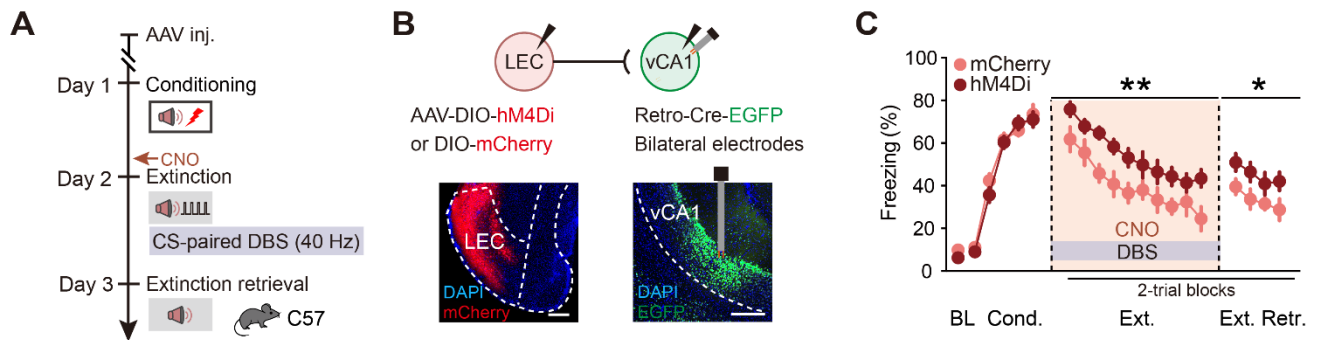 A
AAV inj.
Day 1
Conditioning
CNO
Day 2
Extinction
CS-paired DBS (40 Hz)
Day 3
Extinction retrieval
C57
B
LEC
vCA1
AAV-DIO-hM4Di
or DIO-mCherry
Retro-Cre-EGFP
Bilateral electrodes
LEC
DAPI
mCherry
vCA1
DAPI
EGFP
C
mCherry
hM4Di
**
*
Freezing (%)
100
80
60
40
20
0
CNO
DBS
2-trial blocks
BL Cond. Ext. Ext. Retr.